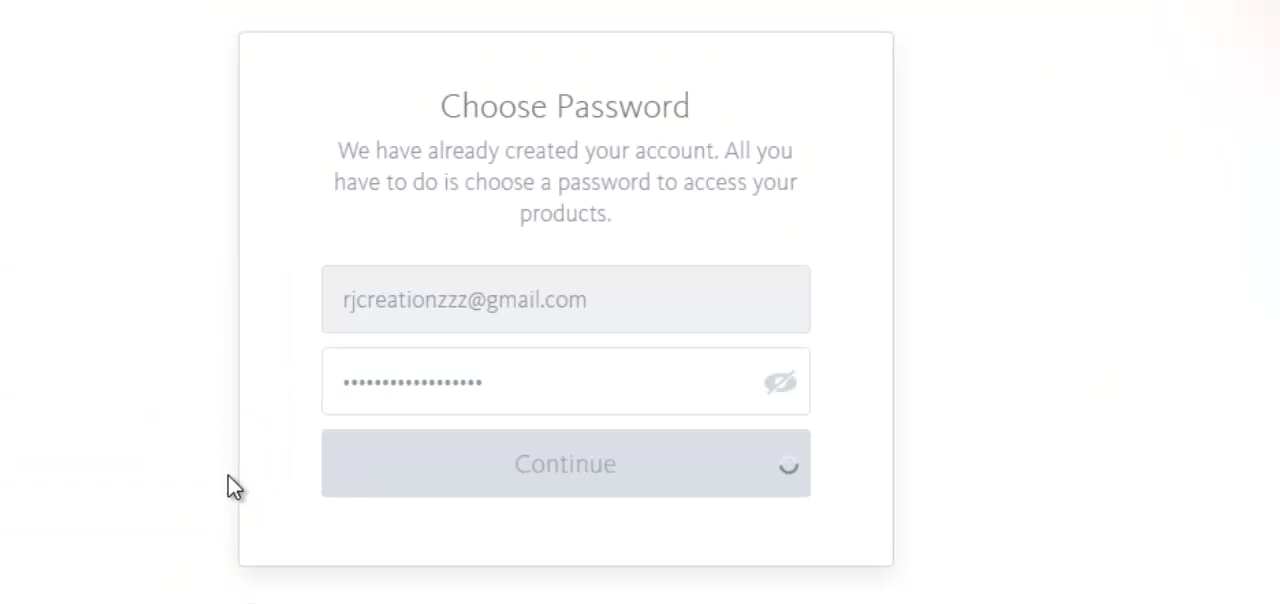 Choose Password
We have already created your account. All you
have to do is choose a password to access your
products.
rjcreationzzz@gmail.com
••••••••••••••••••
Continue